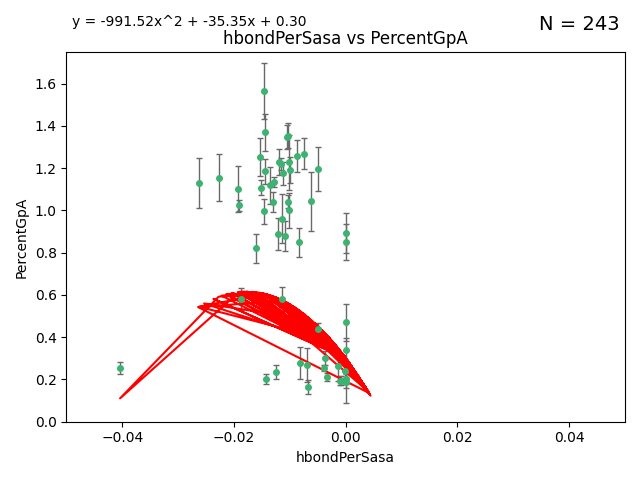 y = -991.52x^2 + -35.35x + 0.30
N = 243
hbondPerSasa vs PercentGpA
PercentGpA
1.6
1.4
1.2
1.0
0.8
0.6
0.4
0.2
0.0
−0.04
−0.02
0.00
0.02
0.04
hbondPerSasa